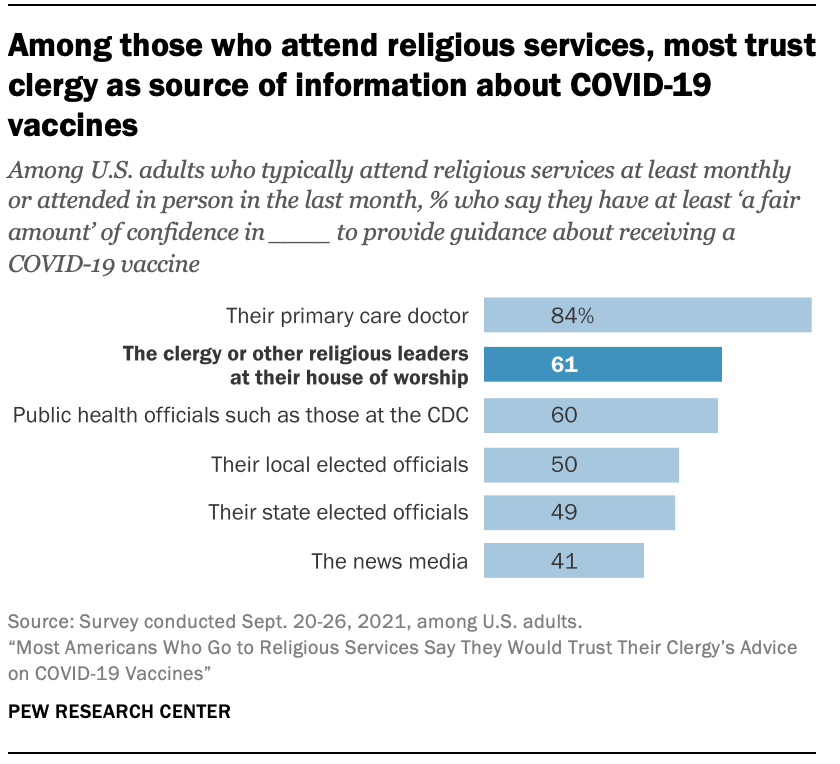 Among those who attend religious services, most trust
clergy as source of information about COVID-19
vaccines
Among U.S. adults who typically attend religious services at least monthly
or attended in person in the last month, % who say they have at least ‘a fair
amount’ of confidence in ____ to provide guidance about receiving a
COVID-19 vaccine
Their primary care doctor 84%
The clergy or other religious leaders
at their house of worship 61
Public health officials such as those at the CDC 60
Their local elected officials 50
Their state elected officials 49
The news media 41
Source: Survey conducted Sept. 20-26, 2021, among U.S. adults.
“Most Americans Who Go to Religious Services Say They Would Trust Their Clergy’s Advice
on COVID-19 Vaccines”
PEW RESEARCH CENTER